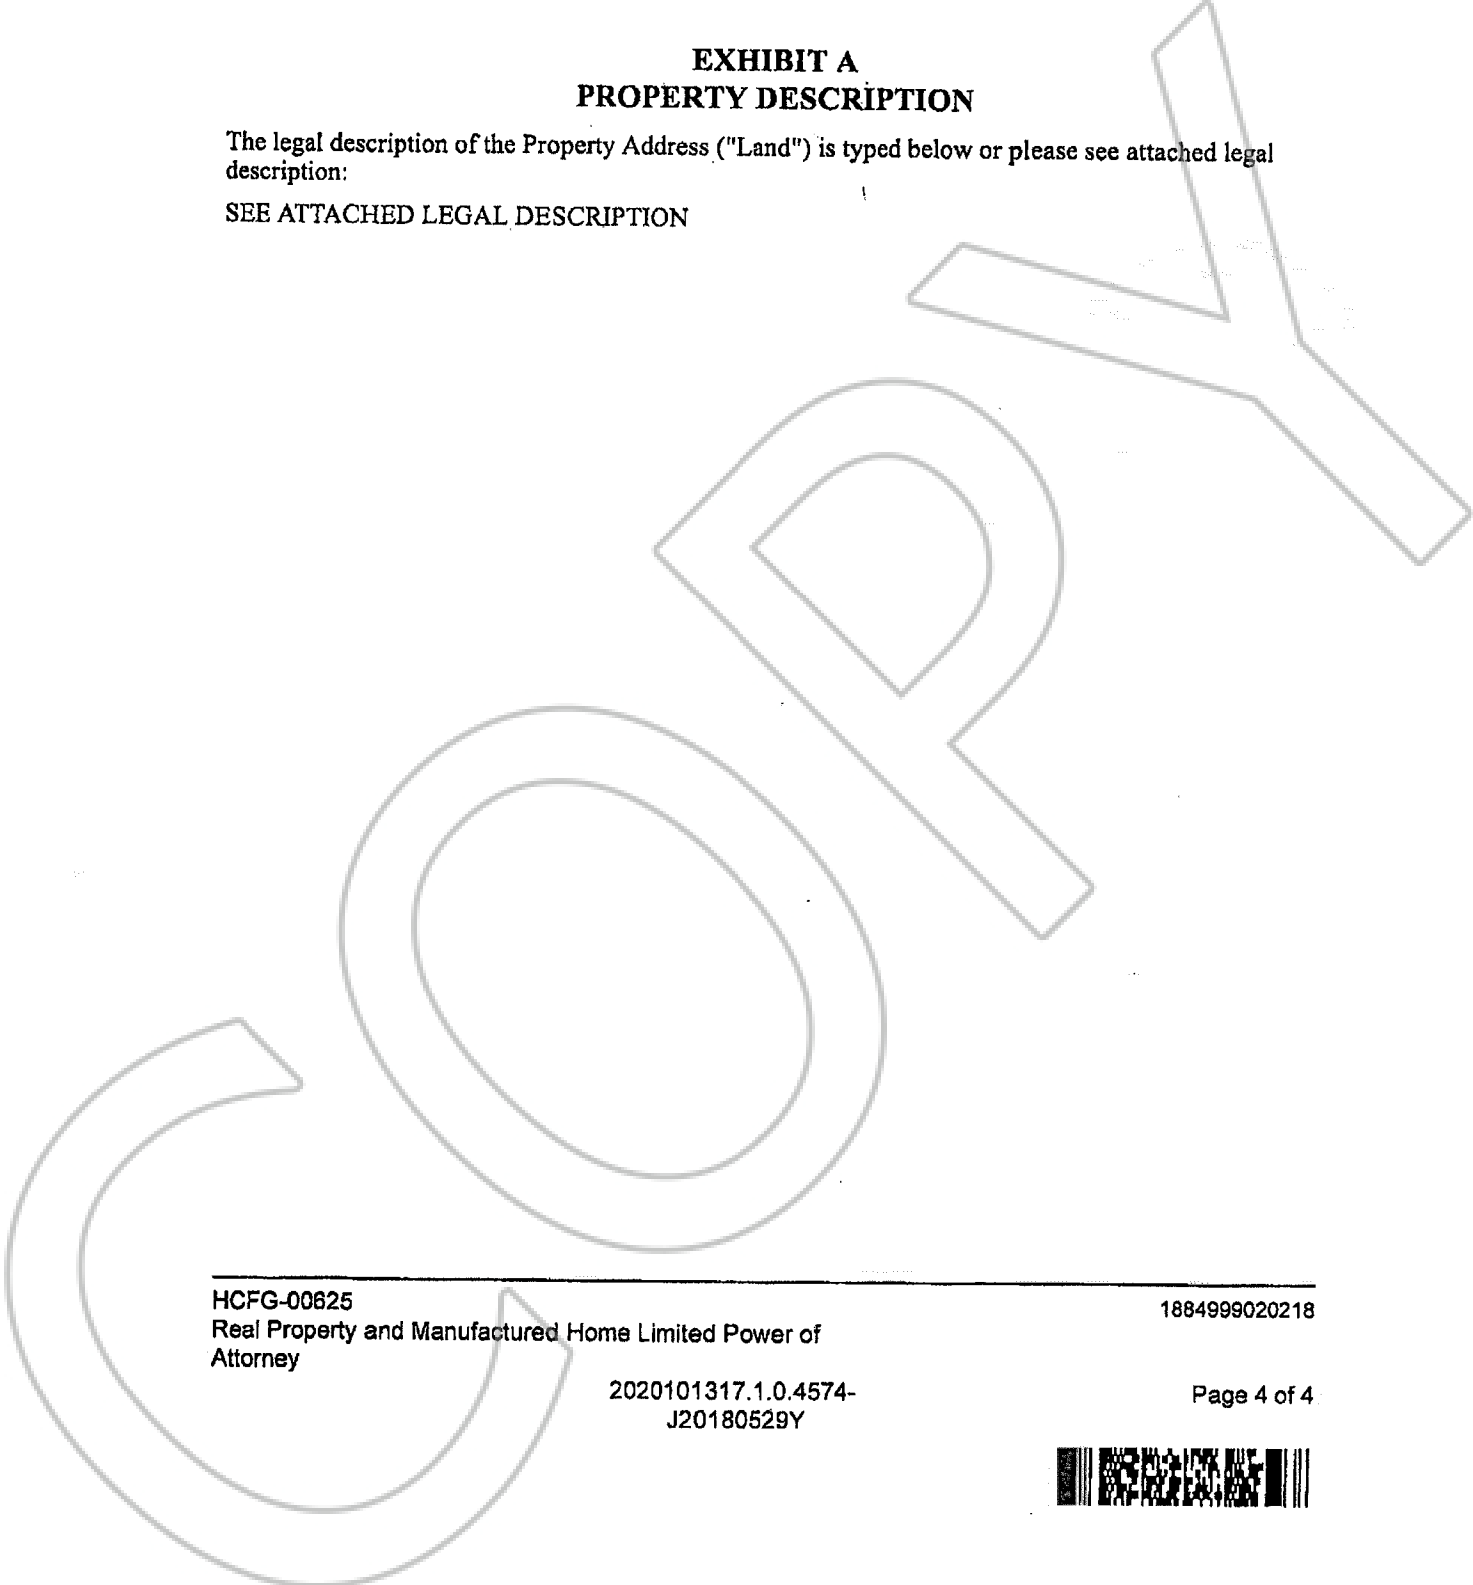 EXHIBIT A
PROPERTY DESCRIPTION
The legal description of the Property Address ("Land") is typed below or please see attached legal
description:
SEE ATTACHED LEGAL DESCRIPTION
COPY
HCFG-00625
1884999020218
Real Property and Manufactured Home Limited Power of
Attorney
2020101317.1.0.4574-
J20180529Y
Page 4 of 4